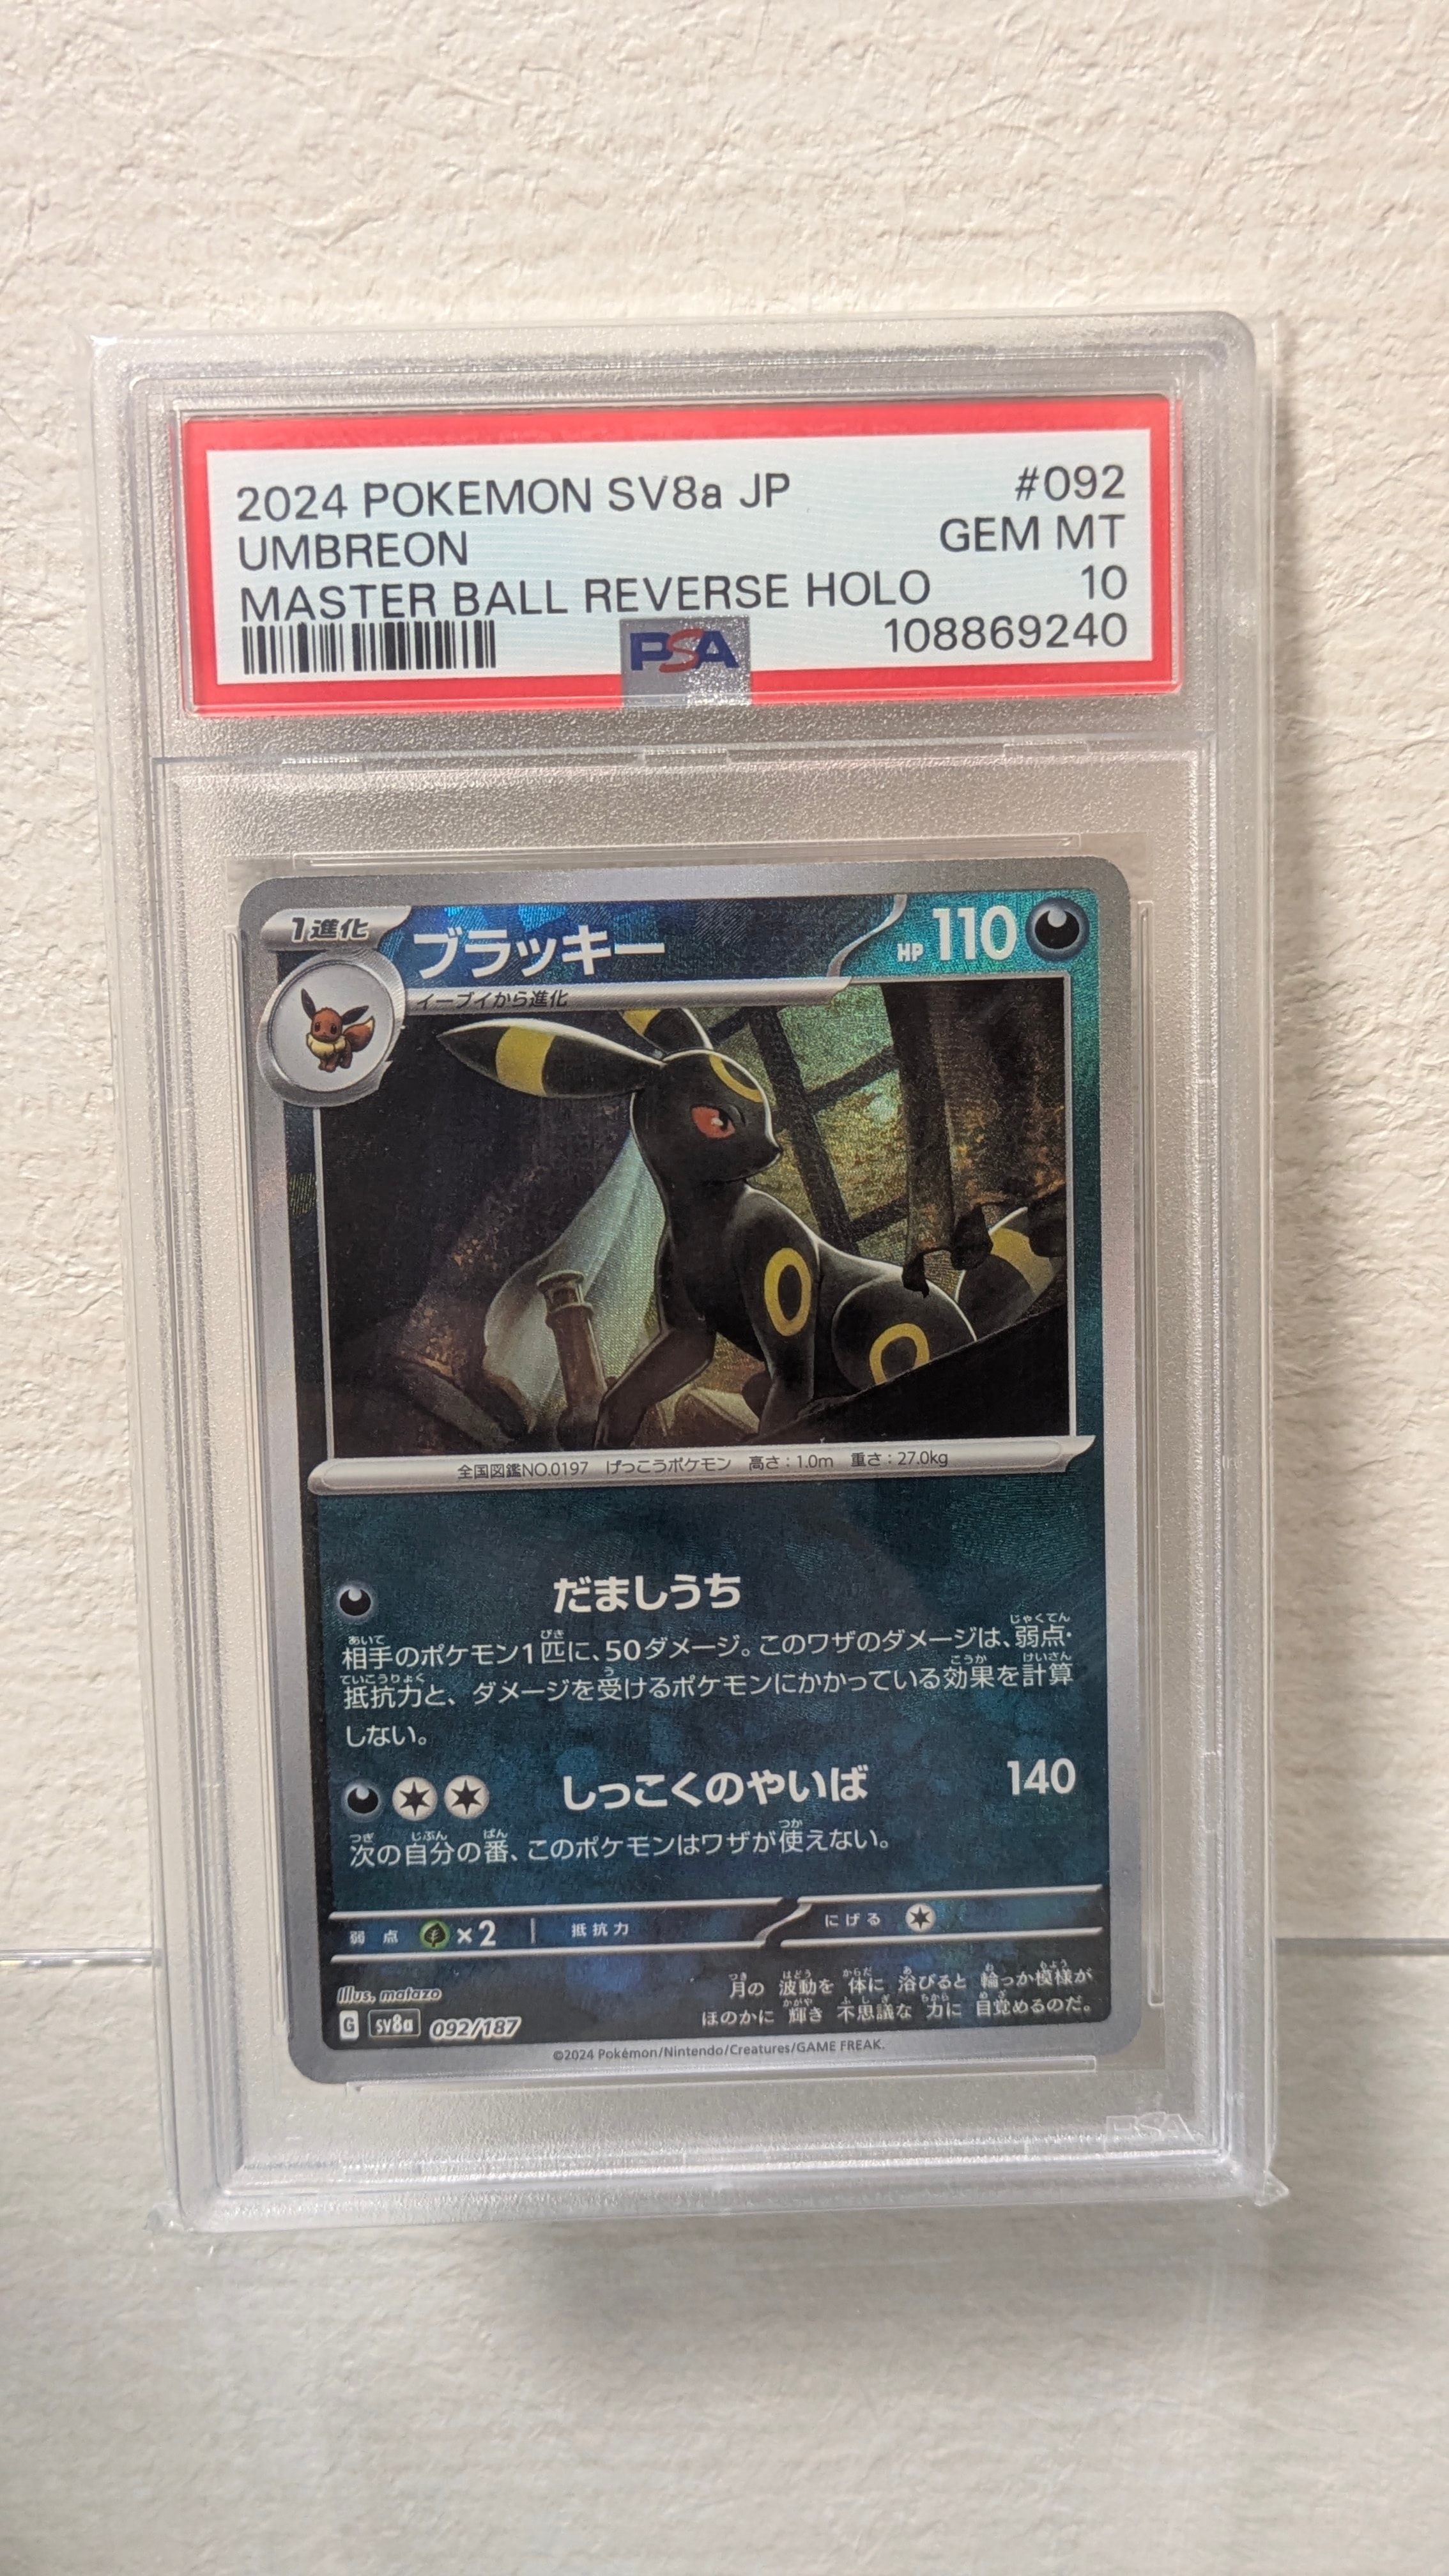 2024 POKEMON SV8a JP #092
UMBREON GEM MT
MASTER BALL REVERSE HOLO 10
PSA 108869240
1進化 ブラッキー HP110
イーブイから進化
全国図鑑NO.0197 げっこうポケモン 高さ:1.0m 重さ:27.0kg
だましうち
相手のポケモン1匹に、50ダメージ。このワザのダメージは、弱点・
抵抗力と、ダメージを受けるポケモンにかかっている効果を計算
しない。
しっこくのやいば 140
次の自分の番、このポケモンはワザが使えない。
弱点 ×2 抵抗力 にげる
Illus. matazo
月の 波動を 体に 浴びると 輪っか模様が
ほのかに 輝き 不思議な 力に 目覚めるのだ。
G sv8a 092/187
©2024 Pokémon/Nintendo/Creatures/GAME FREAK.
PSA